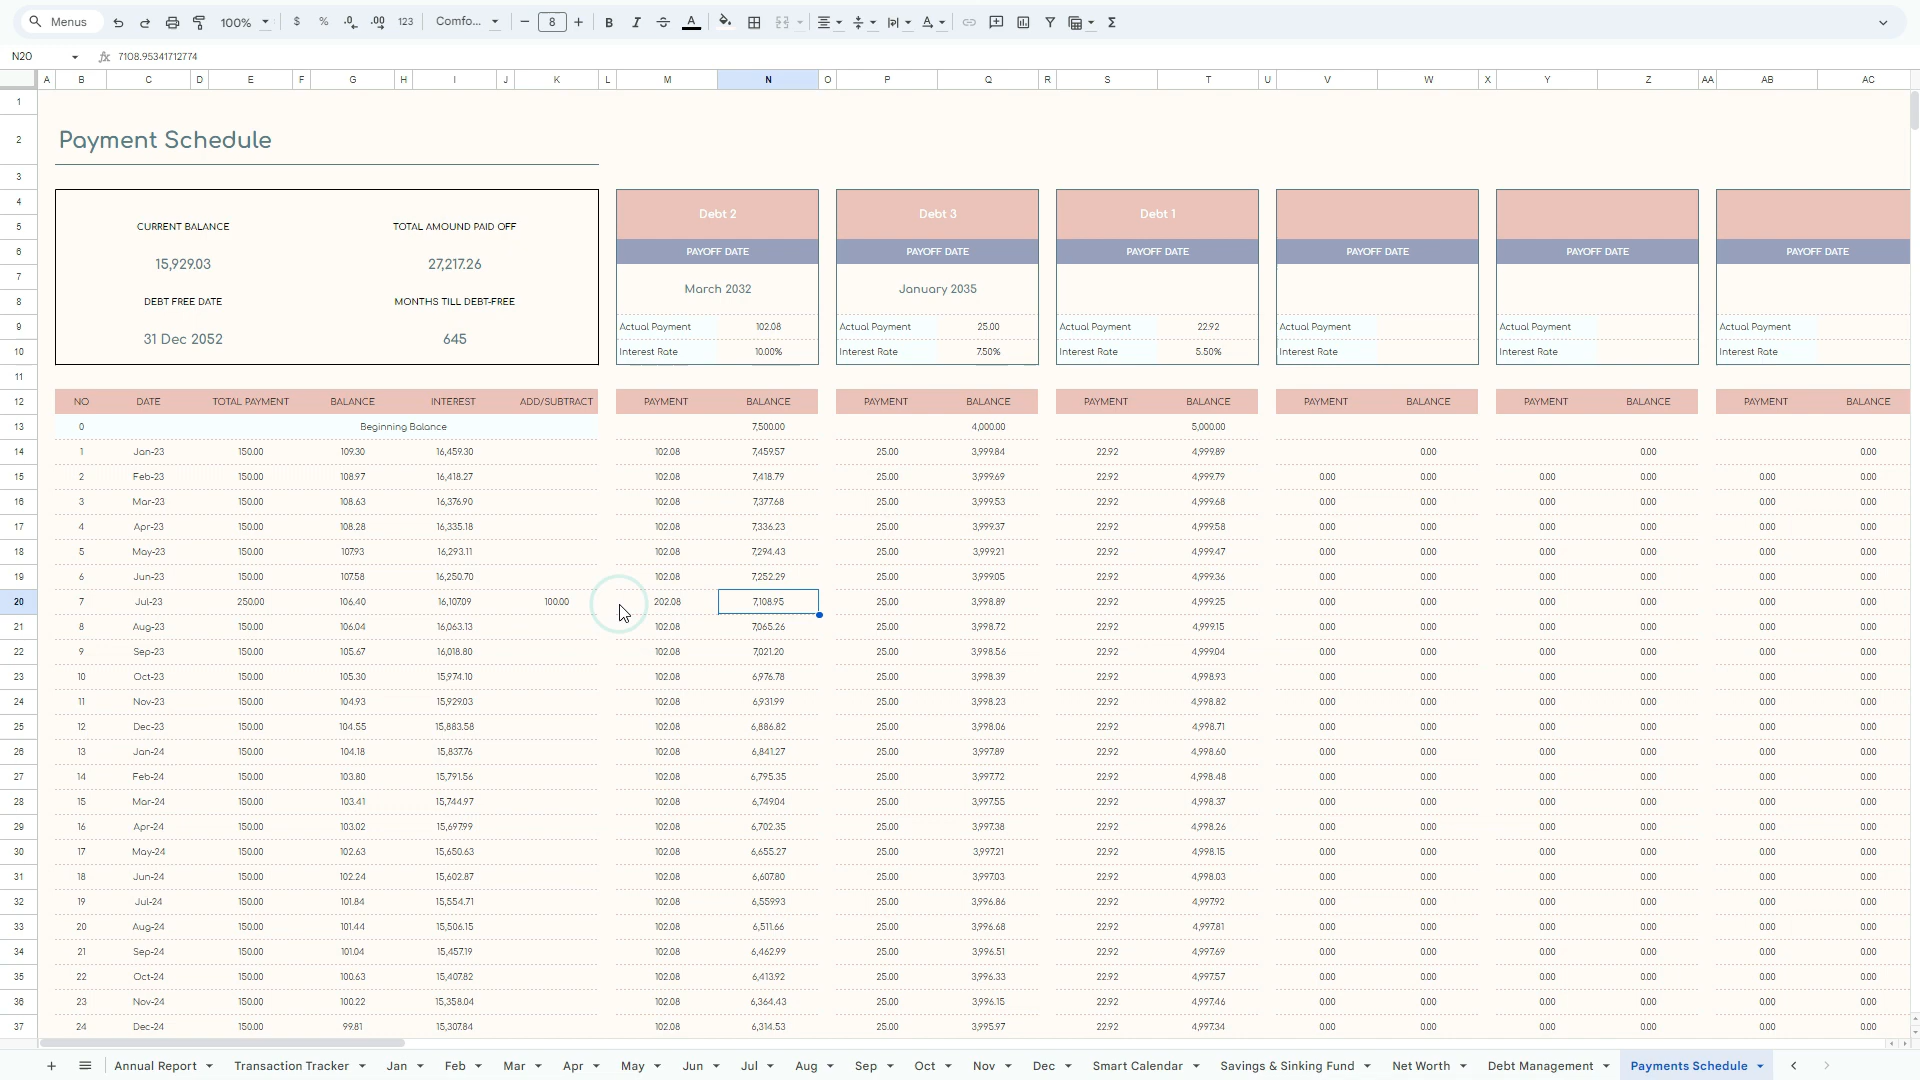 Menus 100% $ % .0 .00 123 Comfo... 8 B I A Σ
N20 fx 7108.95341712774
A B C D E F G H I J K L M N O P Q R S T U V W X Y Z AA AB AC
1
2 Payment Schedule
3
4
5 CURRENT BALANCE TOTAL AMOUND PAID OFF Debt 2 Debt 3 Debt 1
6 15,929.03 27,217.26 PAYOFF DATE PAYOFF DATE PAYOFF DATE PAYOFF DATE PAYOFF DATE PAYOFF DATE
7
8 DEBT FREE DATE MONTHS TILL DEBT-FREE March 2032 January 2035
9 31 Dec 2052 645 Actual Payment 102.08 Actual Payment 25.00 Actual Payment 22.92 Actual Payment Actual Payment Actual Payment
10 Interest Rate 10.00% Interest Rate 7.50% Interest Rate 5.50% Interest Rate Interest Rate Interest Rate
11
12 NO DATE TOTAL PAYMENT BALANCE INTEREST ADD/SUBTRACT PAYMENT BALANCE PAYMENT BALANCE PAYMENT BALANCE PAYMENT BALANCE PAYMENT BALANCE PAYMENT BALANCE
13 0 Beginning Balance 7,500.00 4,000.00 5,000.00
14 1 Jan-23 150.00 109.30 16,459.30 102.08 7,459.57 25.00 3,999.84 22.92 4,999.89 0.00 0.00 0.00
15 2 Feb-23 150.00 108.97 16,418.27 102.08 7,418.79 25.00 3,999.69 22.92 4,999.79 0.00 0.00 0.00 0.00 0.00 0.00
16 3 Mar-23 150.00 108.63 16,376.90 102.08 7,377.68 25.00 3,999.53 22.92 4,999.68 0.00 0.00 0.00 0.00 0.00 0.00
17 4 Apr-23 150.00 108.28 16,335.18 102.08 7,336.23 25.00 3,999.37 22.92 4,999.58 0.00 0.00 0.00 0.00 0.00 0.00
18 5 May-23 150.00 107.93 16,293.11 102.08 7,294.43 25.00 3,999.21 22.92 4,999.47 0.00 0.00 0.00 0.00 0.00 0.00
19 6 Jun-23 150.00 107.58 16,250.70 102.08 7,252.29 25.00 3,999.05 22.92 4,999.36 0.00 0.00 0.00 0.00 0.00 0.00
20 7 Jul-23 250.00 106.40 16,107.09 100.00 202.08 7,108.95 25.00 3,998.89 22.92 4,999.25 0.00 0.00 0.00 0.00 0.00 0.00
21 8 Aug-23 150.00 106.04 16,063.13 102.08 7,065.26 25.00 3,998.72 22.92 4,999.15 0.00 0.00 0.00 0.00 0.00 0.00
22 9 Sep-23 150.00 105.67 16,018.80 102.08 7,021.20 25.00 3,998.56 22.92 4,999.04 0.00 0.00 0.00 0.00 0.00 0.00
23 10 Oct-23 150.00 105.30 15,974.10 102.08 6,976.78 25.00 3,998.39 22.92 4,998.93 0.00 0.00 0.00 0.00 0.00 0.00
24 11 Nov-23 150.00 104.93 15,929.03 102.08 6,931.99 25.00 3,998.23 22.92 4,998.82 0.00 0.00 0.00 0.00 0.00 0.00
25 12 Dec-23 150.00 104.55 15,883.58 102.08 6,886.82 25.00 3,998.06 22.92 4,998.71 0.00 0.00 0.00 0.00 0.00 0.00
26 13 Jan-24 150.00 104.18 15,837.76 102.08 6,841.27 25.00 3,997.89 22.92 4,998.60 0.00 0.00 0.00 0.00 0.00 0.00
27 14 Feb-24 150.00 103.80 15,791.56 102.08 6,795.35 25.00 3,997.72 22.92 4,998.48 0.00 0.00 0.00 0.00 0.00 0.00
28 15 Mar-24 150.00 103.41 15,744.97 102.08 6,749.04 25.00 3,997.55 22.92 4,998.37 0.00 0.00 0.00 0.00 0.00 0.00
29 16 Apr-24 150.00 103.02 15,697.99 102.08 6,702.35 25.00 3,997.38 22.92 4,998.26 0.00 0.00 0.00 0.00 0.00 0.00
30 17 May-24 150.00 102.63 15,650.63 102.08 6,655.27 25.00 3,997.21 22.92 4,998.15 0.00 0.00 0.00 0.00 0.00 0.00
31 18 Jun-24 150.00 102.24 15,602.87 102.08 6,607.80 25.00 3,997.03 22.92 4,998.03 0.00 0.00 0.00 0.00 0.00 0.00
32 19 Jul-24 150.00 101.84 15,554.71 102.08 6,559.93 25.00 3,996.86 22.92 4,997.92 0.00 0.00 0.00 0.00 0.00 0.00
33 20 Aug-24 150.00 101.44 15,506.15 102.08 6,511.66 25.00 3,996.68 22.92 4,997.81 0.00 0.00 0.00 0.00 0.00 0.00
34 21 Sep-24 150.00 101.04 15,457.19 102.08 6,462.99 25.00 3,996.51 22.92 4,997.69 0.00 0.00 0.00 0.00 0.00 0.00
35 22 Oct-24 150.00 100.63 15,407.82 102.08 6,413.92 25.00 3,996.33 22.92 4,997.57 0.00 0.00 0.00 0.00 0.00 0.00
36 23 Nov-24 150.00 100.22 15,358.04 102.08 6,364.43 25.00 3,996.15 22.92 4,997.46 0.00 0.00 0.00 0.00 0.00 0.00
37 24 Dec-24 150.00 99.81 15,307.84 102.08 6,314.53 25.00 3,995.97 22.92 4,997.34 0.00 0.00 0.00 0.00 0.00 0.00
Annual Report Transaction Tracker Jan Feb Mar Apr May Jun Jul Aug Sep Oct Nov Dec Smart Calendar Savings & Sinking Fund Net Worth Debt Management Payments Schedule